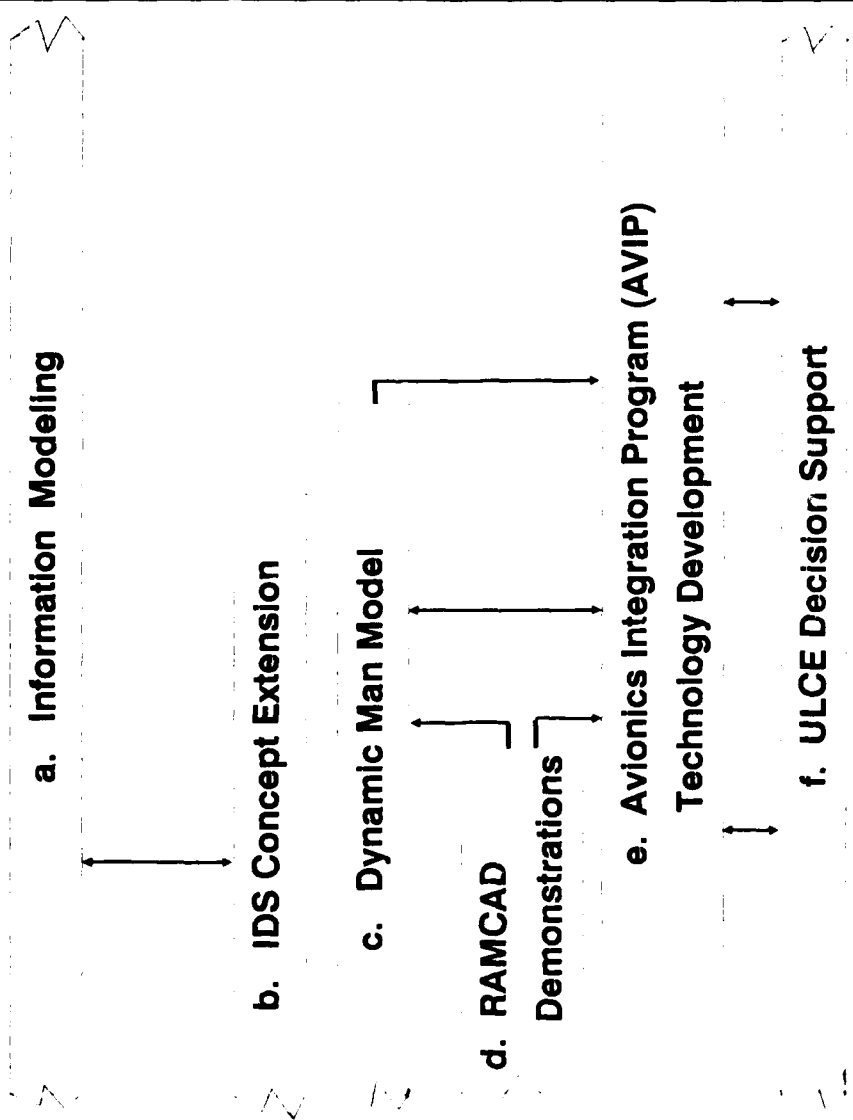 a. Information Modeling
b. IDS Concept Extension
c. Dynamic Man Model
d. RAMCAD
Demonstrations
e. Avionics Integration Program (AVIP)
Technology Development
f. ULCE Decision Support